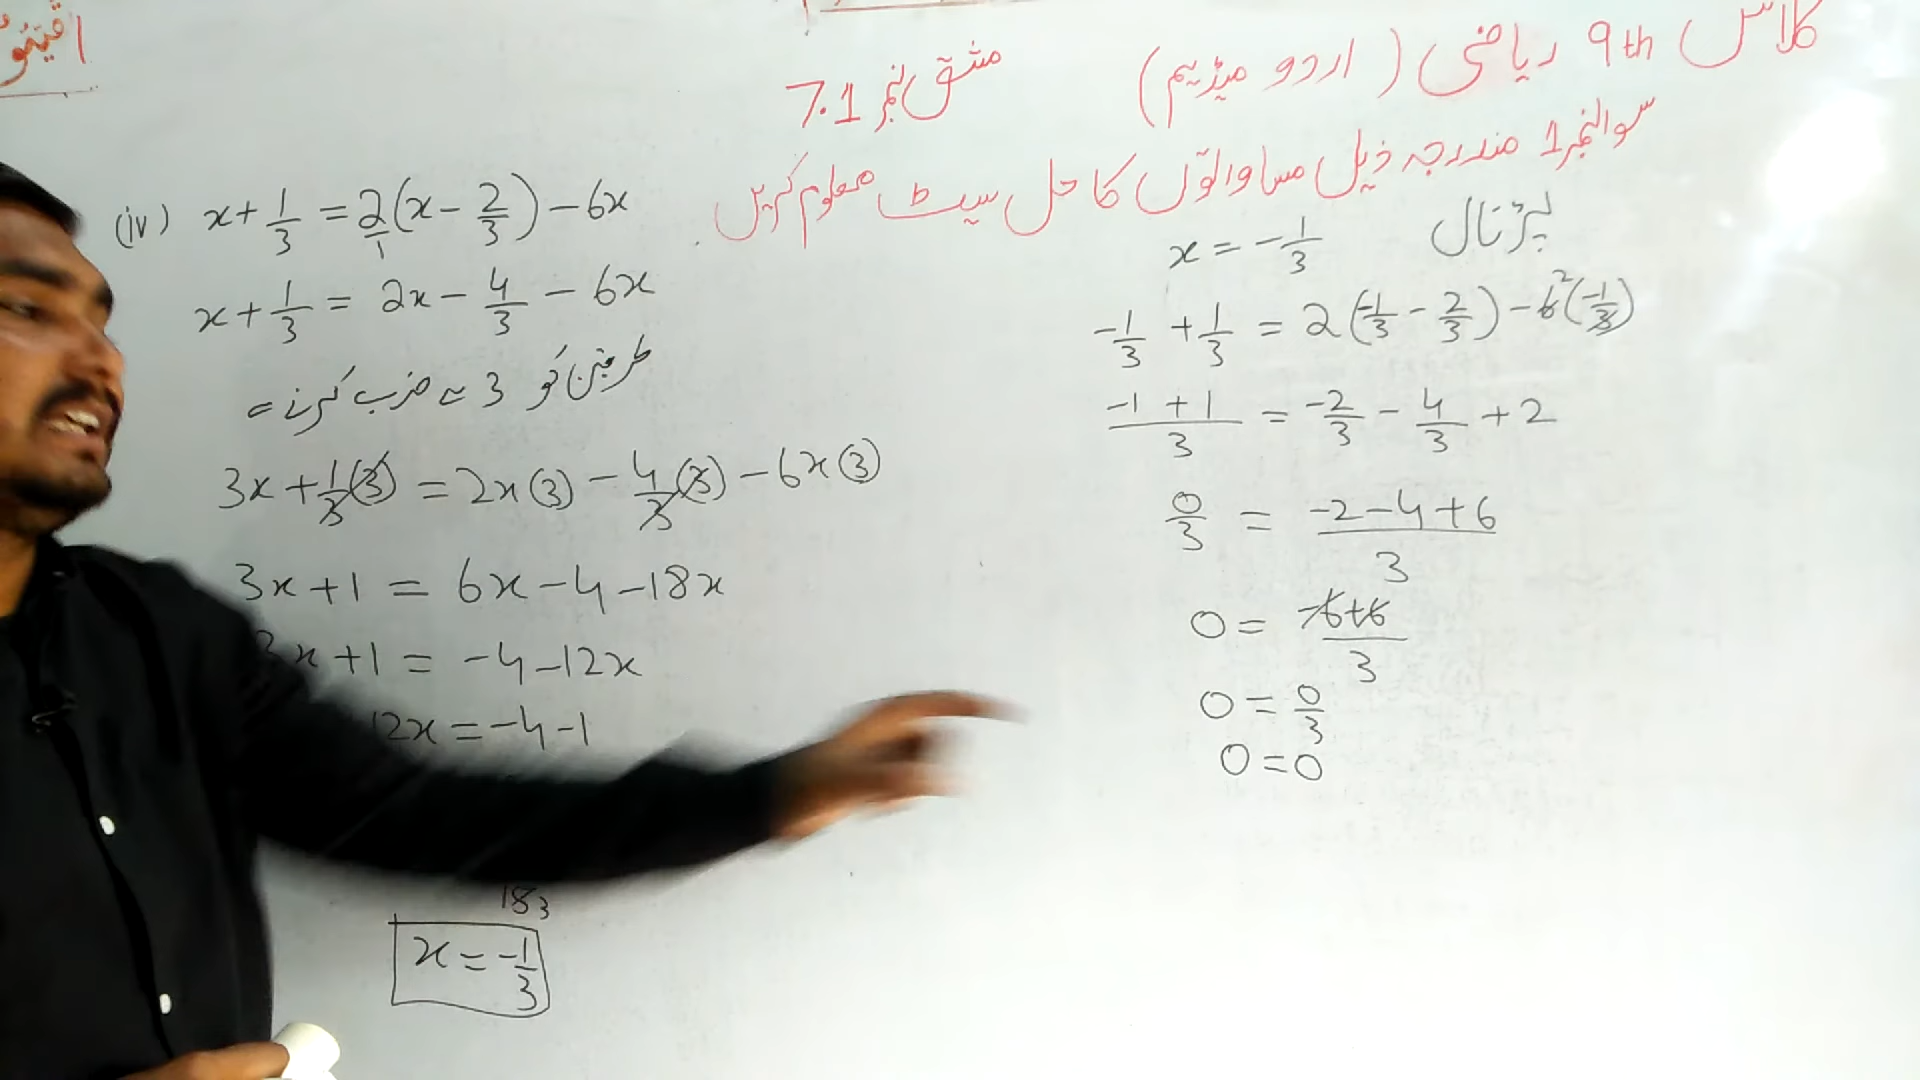 کلاس 9th ریاضی (اردو میڈیم) مشق نمبر 7.1
سوال نمبر 1 مندرجہ ذیل مساواتوں کا حل سیٹ معلوم کریں
(iv) x + 1/3 = 2/1 (x - 2/3) - 6x
x + 1/3 = 2x - 4/3 - 6x
طرفین کو 3 سے ضرب کرنے سے
3x + 1/3 (3) = 2x (3) - 4/3 (3) - 6x (3)
3x + 1 = 6x - 4 - 18x
3x + 1 = -4 - 12x
12x = -4 - 1
x = -1/3
پڑتال
x = -1/3
-1/3 + 1/3 = 2 (-1/3 - 2/3) - 6 2 (-1/3)
-1 + 1 / 3 = -2/3 - 4/3 + 2
0/3 = -2 - 4 + 6 / 3
0 = -6 + 6 / 3
0 = 0/3
0 = 0